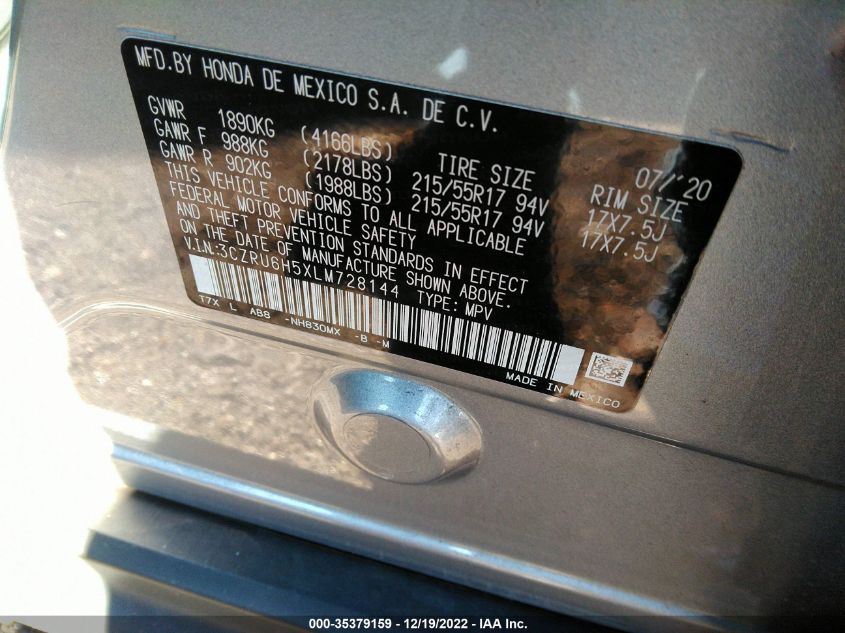 MFD.BY HONDA DE MEXICO S.A. DE C.V.
07/'20
GVWR 1890KG (4166LBS) TIRE SIZE RIM SIZE
GAWR F 988KG (2178LBS) 215/55R17 94V 17X7.5J
GAWR R 902KG (1988LBS) 215/55R17 94V 17X7.5J
THIS VEHICLE CONFORMS TO ALL APPLICABLE
FEDERAL MOTOR VEHICLE SAFETY
AND THEFT PREVENTION STANDARDS IN EFFECT
ON THE DATE OF MANUFACTURE SHOWN ABOVE.
V.I.N:3CZRU6H5XLM728144 TYPE: MPV
T7X L AB8 -NH830MX -B -M
MADE IN MEXICO
000-35379159 - 12/19/2022 - IAA Inc.